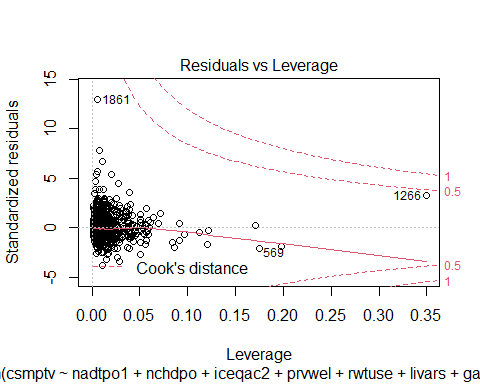 Residuals vs Leverage
Standardized residuals
15
10
5
0
-5
1861
1266
569
1
0.5
0.5
1
Cook's distance
0.00 0.05 0.10 0.15 0.20 0.25 0.30 0.35
Leverage
(csmptv ~ nadtpo1 + nchdpo + iceqac2 + prvwel + rwtuse + livars + ga